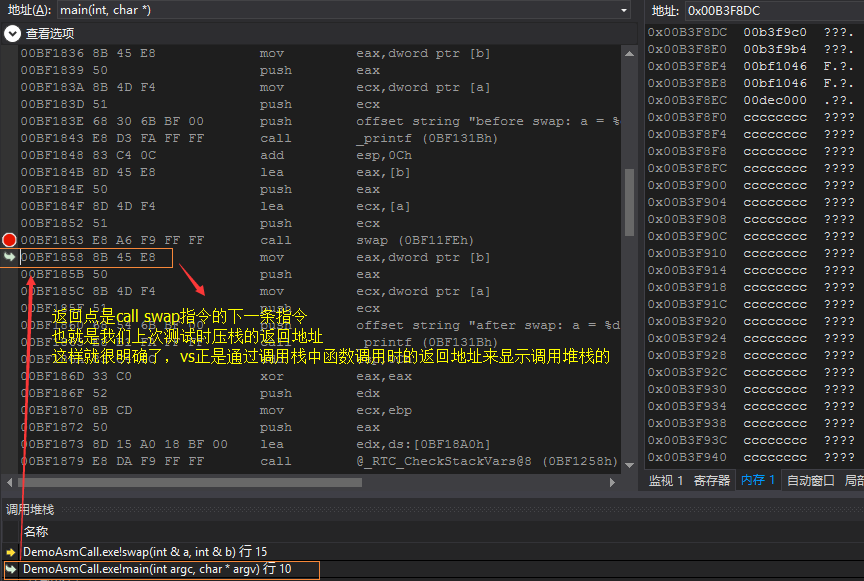 地址(A): main(int, char *)
查看选项
00BF1836 8B 45 E8 mov eax,dword ptr [b]
00BF1839 50 push eax
00BF183A 8B 4D F4 mov ecx,dword ptr [a]
00BF183D 51 push ecx
00BF183E 68 30 6B BF 00 push offset string "before swap: a = %
00BF1843 E8 D3 FA FF FF call _printf (0BF131Bh)
00BF1848 83 C4 0C add esp,0Ch
00BF184B 8D 45 E8 lea eax,[b]
00BF184E 50 push eax
00BF184F 8D 4D F4 lea ecx,[a]
00BF1852 51 push ecx
00BF1853 E8 A6 F9 FF FF call swap (0BF11FEh)
00BF1858 8B 45 E8 mov eax,dword ptr [b]
00BF185B 50 push eax
00BF185C 8B 4D F4 mov ecx,dword ptr [a]
返回点是call swap指令的下一条指令
offset string "after swap: a = %d
也就是我们上次测试时压栈的返回地址
_printf (0BF131Bh)
这样就很明确了，vs正是通过调用栈中函数调用时的返回地址来显示调用堆栈的
00BF186D 33 C0 xor eax,eax
00BF186F 52 push edx
00BF1870 8B CD mov ecx,ebp
00BF1872 50 push eax
00BF1873 8D 15 A0 18 BF 00 lea edx,ds:[0BF18A0h]
00BF1879 E8 DA F9 FF FF call @_RTC_CheckStackVars@8 (0BF1258h)
地址: 0x00B3F8DC
0x00B3F8DC 00b3f9c0 ???.
0x00B3F8E0 00b3f9b4 ???.
0x00B3F8E4 00bf1046 F.?.
0x00B3F8E8 00bf1046 F.?.
0x00B3F8EC 00dec000 .??.
0x00B3F8F0 cccccccc ????
0x00B3F8F4 cccccccc ????
0x00B3F8F8 cccccccc ????
0x00B3F8FC cccccccc ????
0x00B3F900 cccccccc ????
0x00B3F904 cccccccc ????
0x00B3F908 cccccccc ????
0x00B3F90C cccccccc ????
0x00B3F910 cccccccc ????
0x00B3F914 cccccccc ????
0x00B3F918 cccccccc ????
0x00B3F91C cccccccc ????
0x00B3F920 cccccccc ????
0x00B3F924 cccccccc ????
0x00B3F928 cccccccc ????
0x00B3F92C cccccccc ????
0x00B3F930 cccccccc ????
0x00B3F934 cccccccc ????
0x00B3F938 cccccccc ????
0x00B3F93C cccccccc ????
0x00B3F940 cccccccc ????
监视 1 寄存器 内存 1 自动窗口 局部
调用堆栈
名称
DemoAsmCall.exe!swap(int & a, int & b) 行 15
DemoAsmCall.exe!main(int argc, char * argv) 行 10